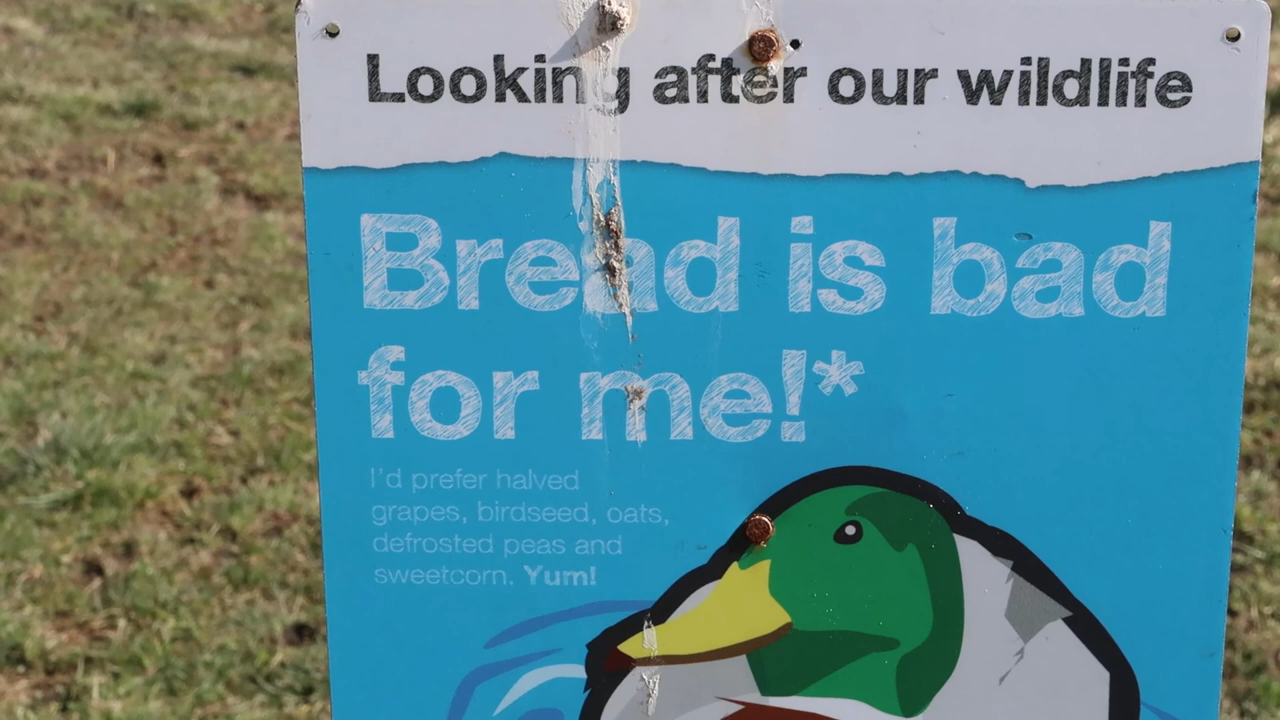 Looking after our wildlife
Bread is bad
for me!*
I'd prefer halved
grapes, birdseed, oats,
defrosted peas and
sweetcorn. Yum!